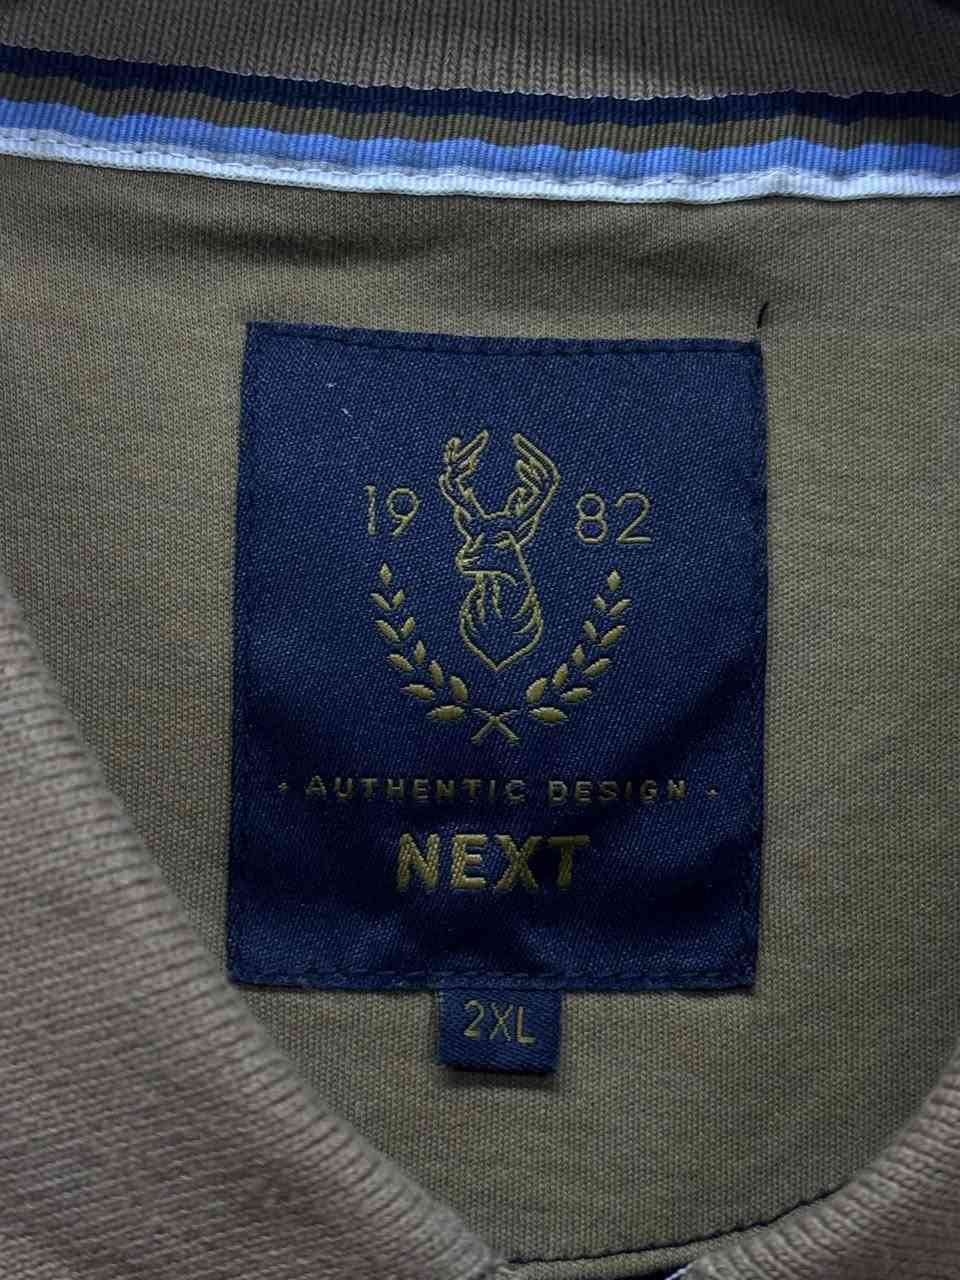 19 82
· AUTHENTIC DESIGN ·
NEXT
2XL